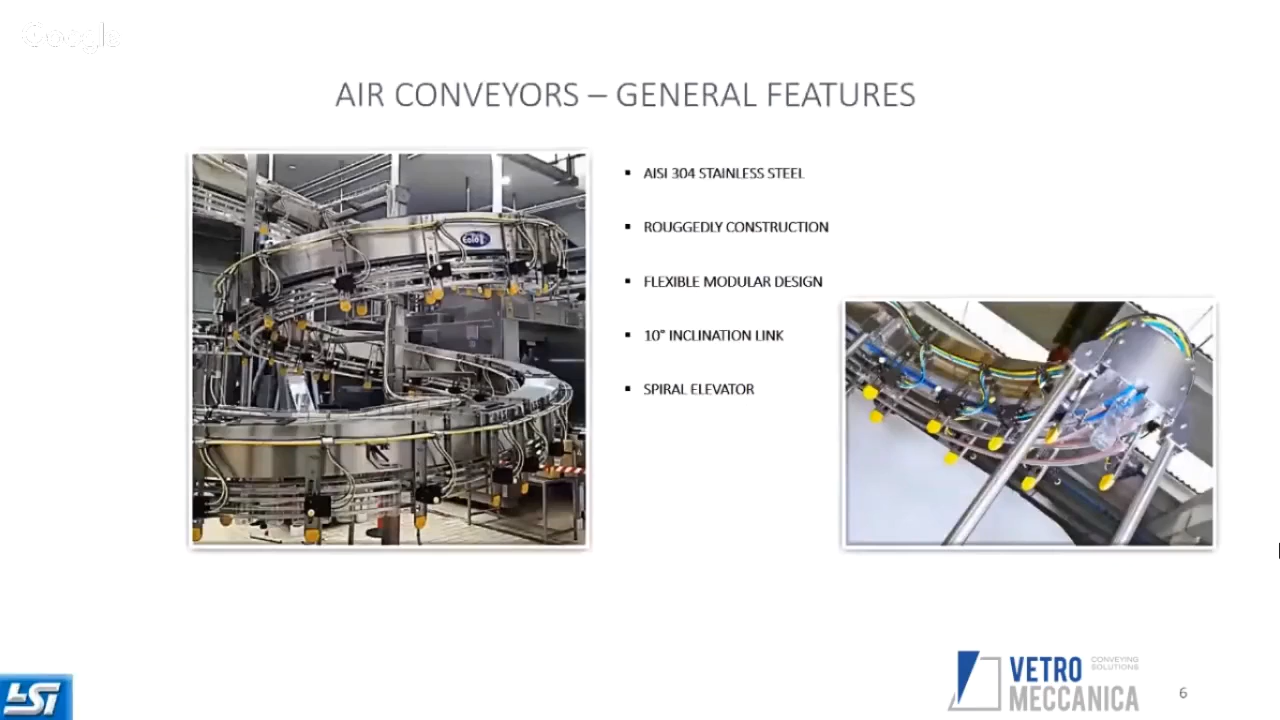 Google
AIR CONVEYORS – GENERAL FEATURES
▪ AISI 304 STAINLESS STEEL
▪ ROUGGEDLY CONSTRUCTION
▪ FLEXIBLE MODULAR DESIGN
▪ 10° INCLINATION LINK
▪ SPIRAL ELEVATOR
VETRO
MECCANICA
CONVEYING
SOLUTIONS
6